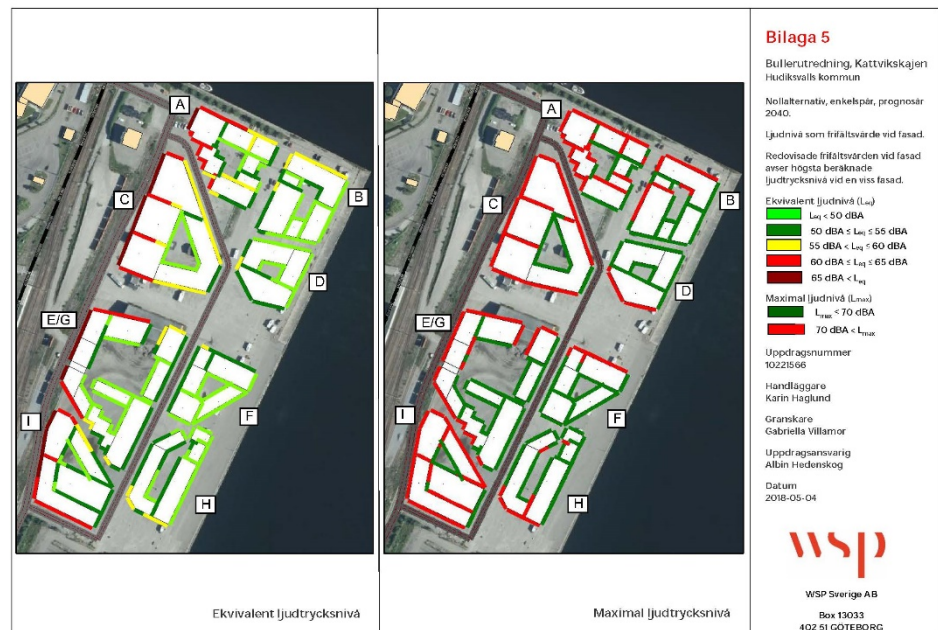 A
B
C
D
E/G
F
I
H
Ekvivalent ljudtrycksnivå
A
B
C
D
E/G
F
I
H
Maximal ljudtrycksnivå
Bilaga 5
Bullerutredning, Kattvikskajen
Hudiksvalls kommun
Nollalternativ, enkelspår, prognosår
2040.
Ljudnivå som frifältsvärde vid fasad.
Redovisade frifältsvärden vid fasad
avser högsta beräknade
ljudtrycksnivå vid en viss fasad.
Ekvivalent ljudnivå (Leq)
Leq < 50 dBA
50 dBA ≤ Leq ≤ 55 dBA
55 dBA < Leq ≤ 60 dBA
60 dBA ≤ Leq ≤ 65 dBA
65 dBA < Leq
Maximal ljudnivå (Lmax)
Lmax < 70 dBA
70 dBA < Lmax
Uppdragsnummer
10221566
Handläggare
Karin Haglund
Granskare
Gabriella Villamor
Uppdragsansvarig
Albin Hedenskog
Datum
2018-05-04
wsp
WSP Sverige AB
Box 13033
402 51 GÖTEBORG